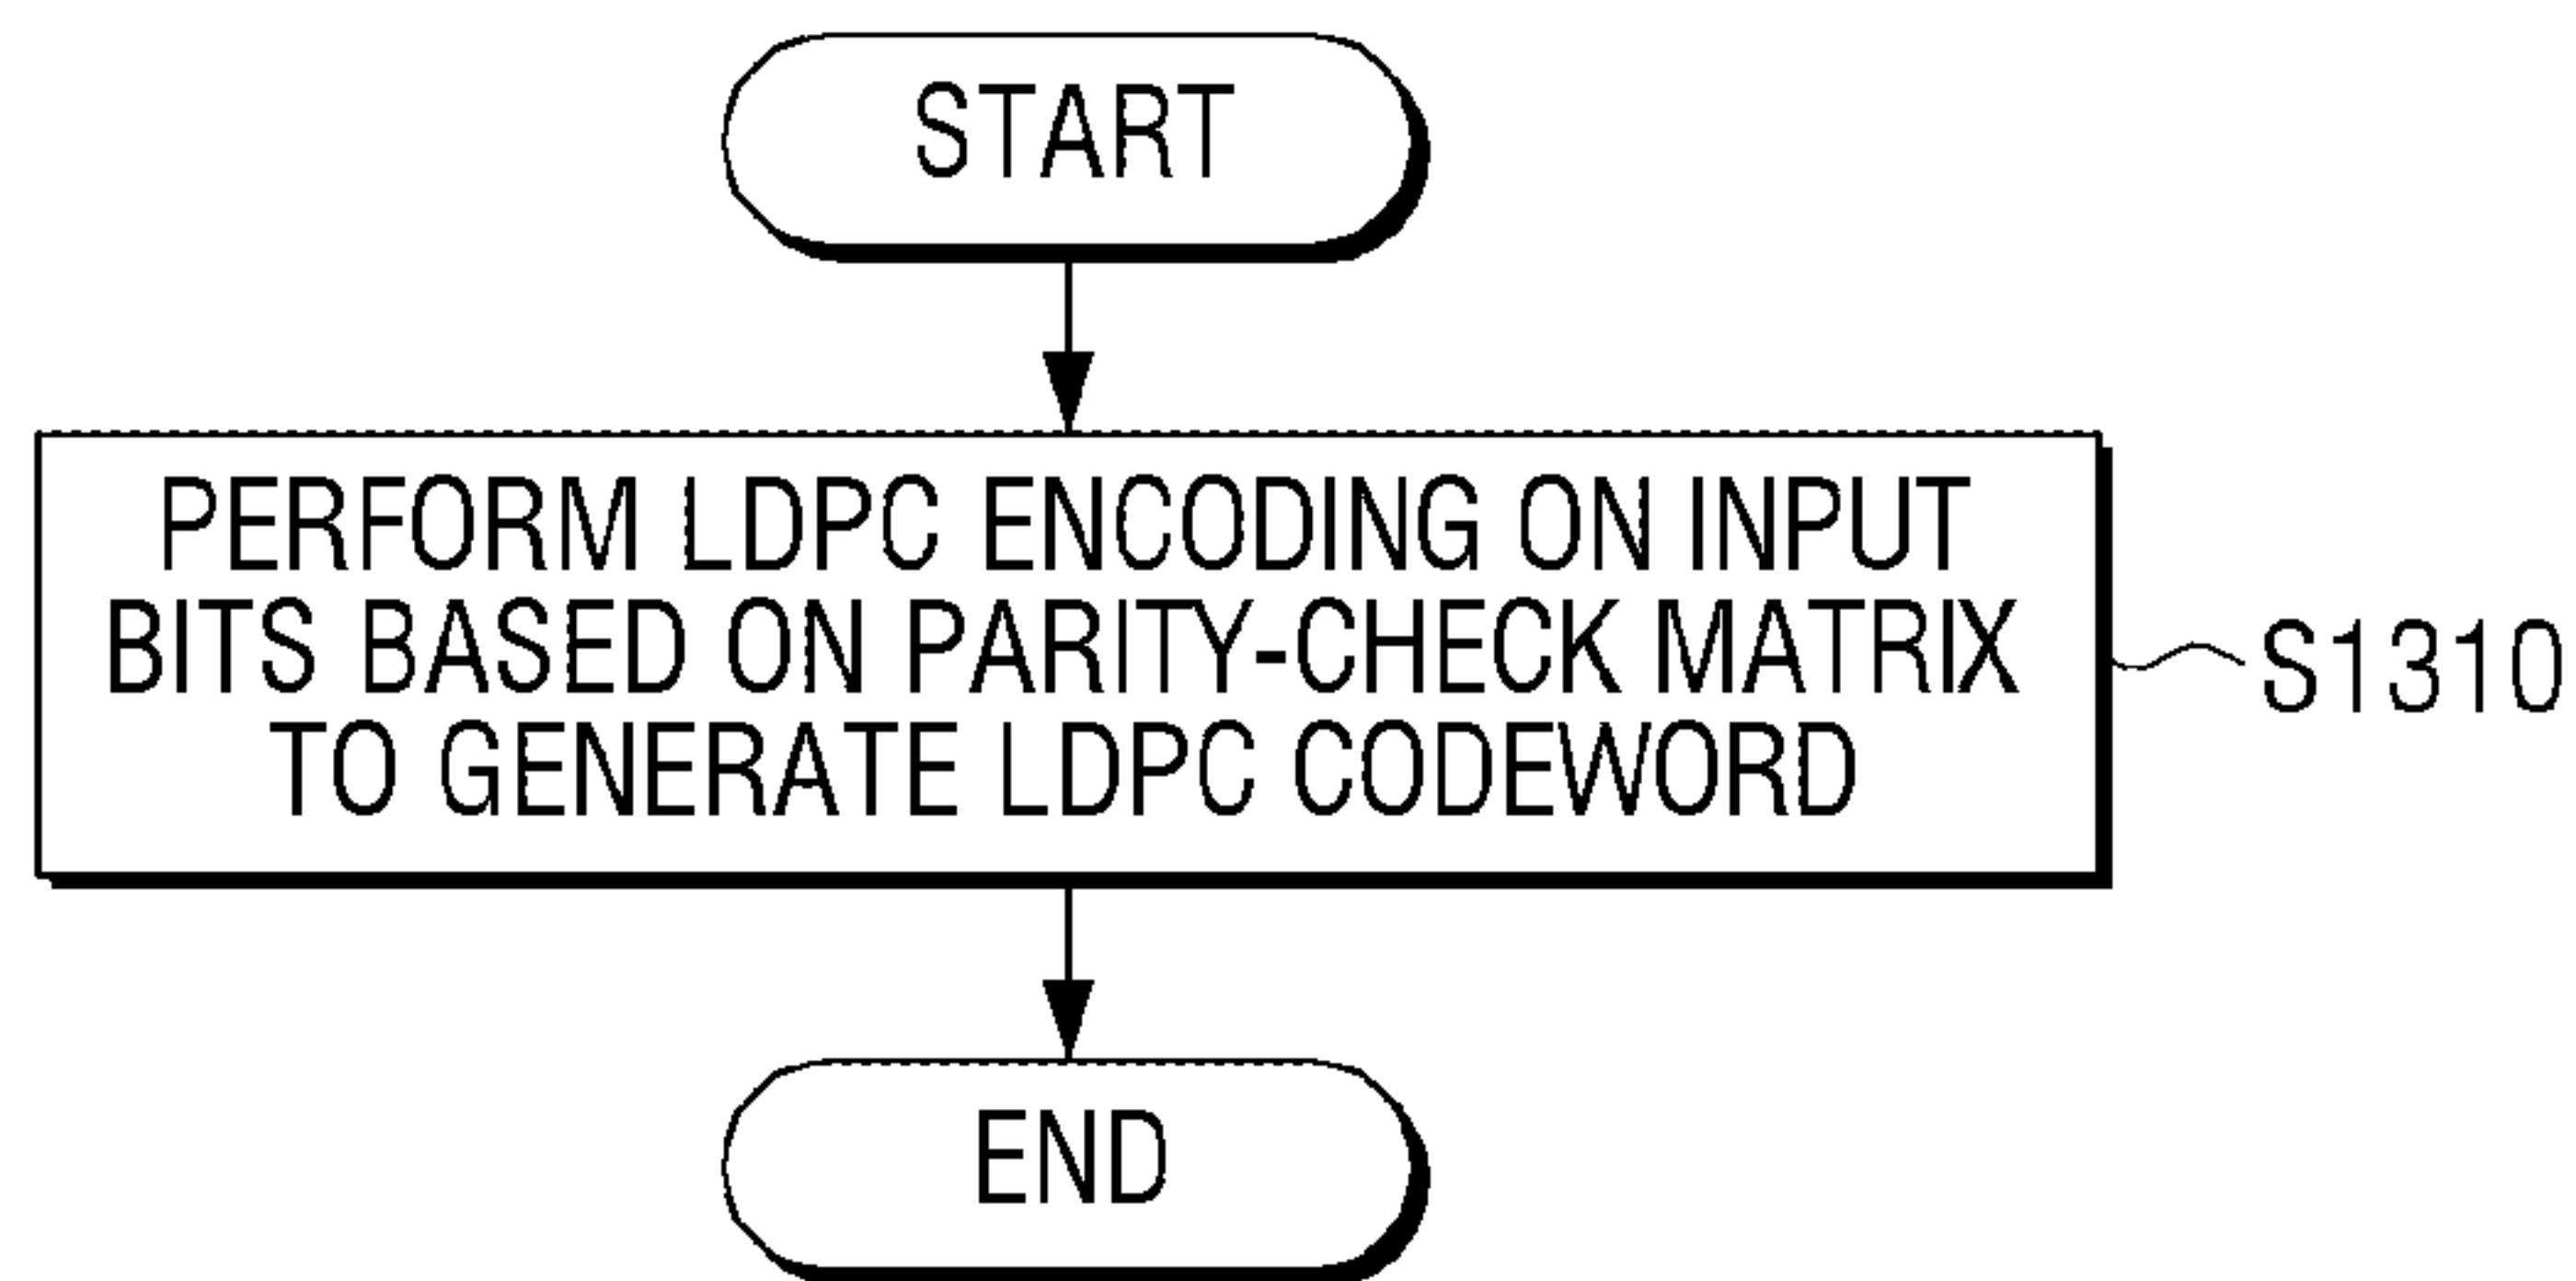 START
PERFORM LDPC ENCODING ON INPUT
BITS BASED ON PARITY-CHECK MATRIX
TO GENERATE LDPC CODEWORD
S1310
END